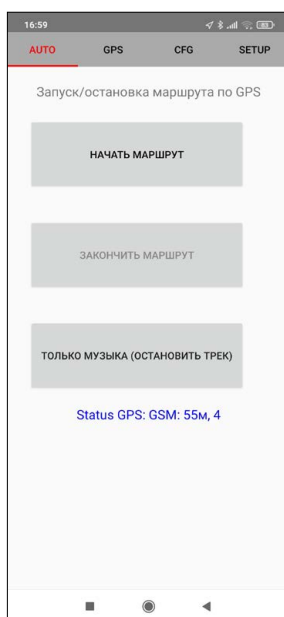 16:59
AUTO GPS CFG SETUP
Запуск/остановка маршрута по GPS
НАЧАТЬ МАРШРУТ
ЗАКОНЧИТЬ МАРШРУТ
ТОЛЬКО МУЗЫКА (ОСТАНОВИТЬ ТРЕК)
Status GPS: GSM: 55м, 4